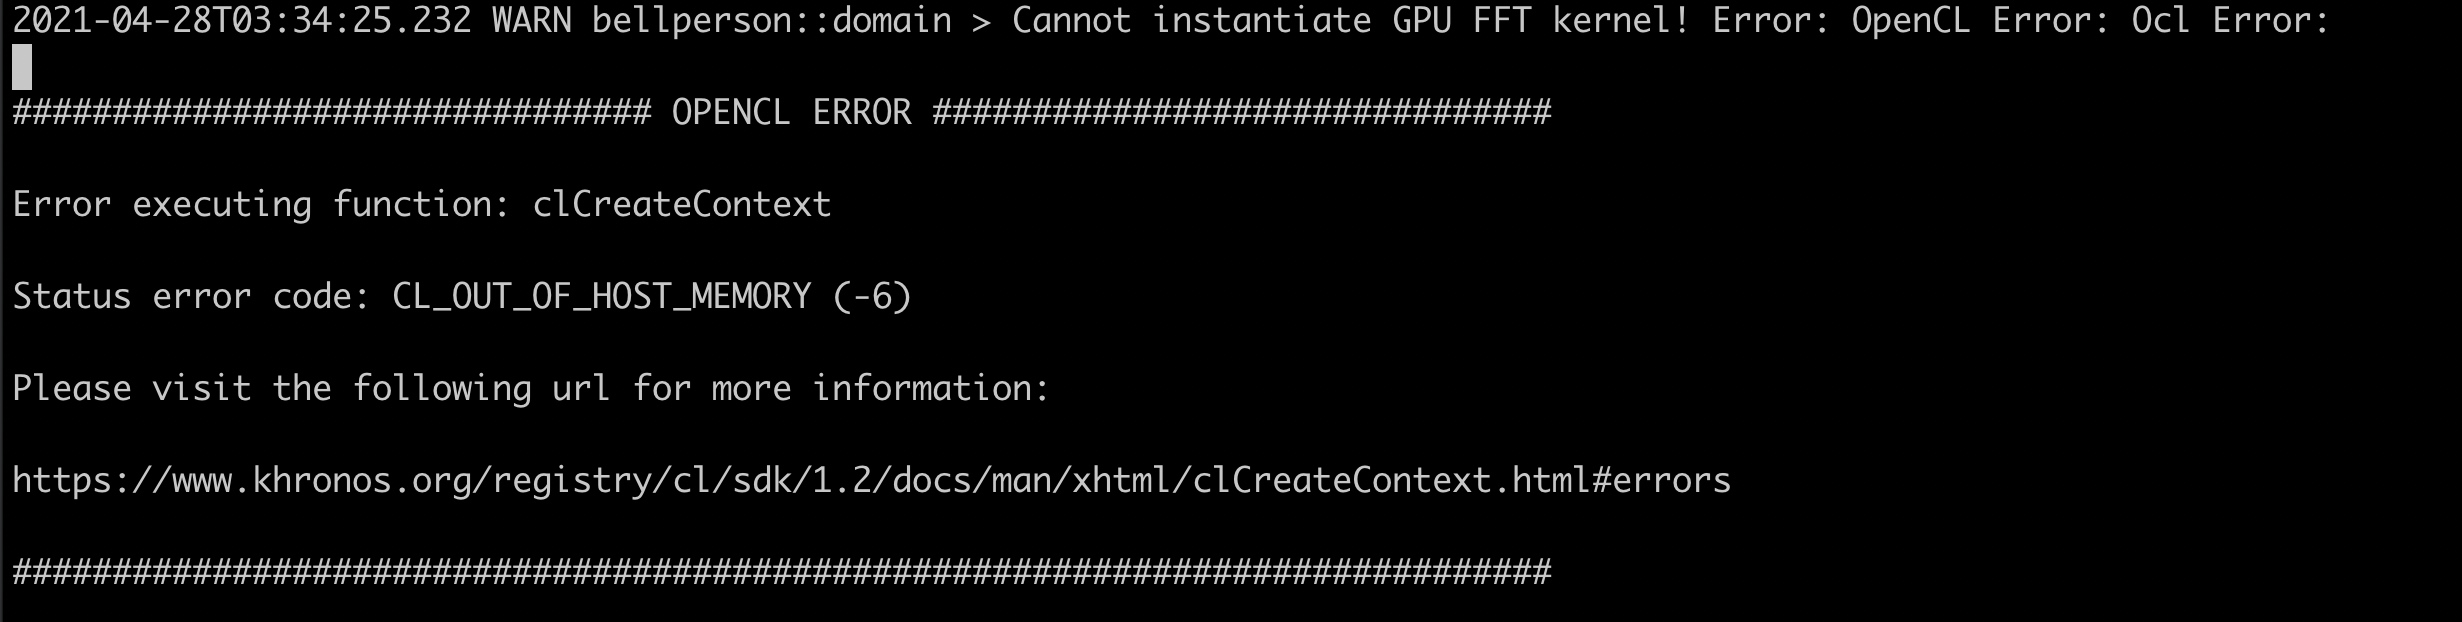 2021-04-28T03:34:25.232 WARN bellperson::domain > Cannot instantiate GPU FFT kernel! Error: OpenCL Error: Ocl Error:
################################ OPENCL ERROR ###############################
Error executing function: clCreateContext
Status error code: CL_OUT_OF_HOST_MEMORY (-6)
Please visit the following url for more information:
https://www.khronos.org/registry/cl/sdk/1.2/docs/man/xhtml/clCreateContext.html#errors
#############################################################################